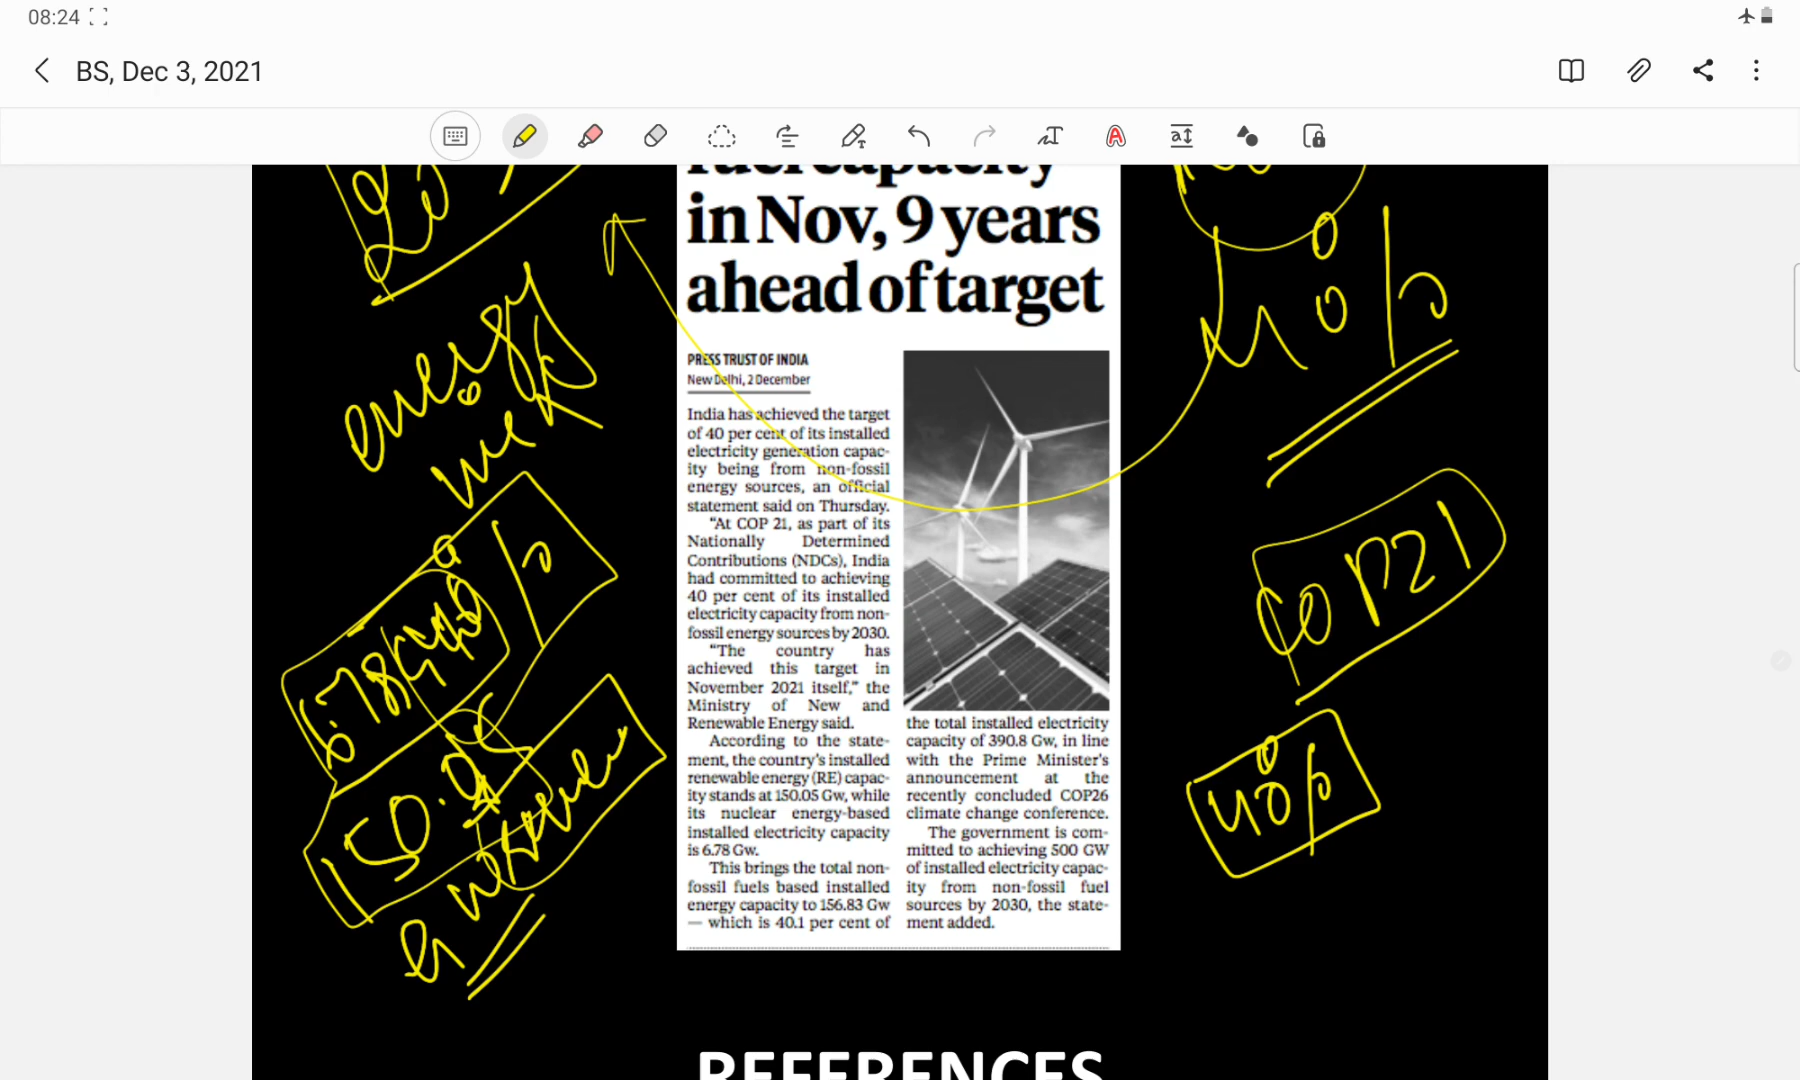 08:24
BS, Dec 3, 2021
fuel capacity
in Nov, 9 years
ahead of target
PRESS TRUST OF INDIA
New Delhi, 2 December
India has achieved the target
of 40 per cent of its installed
electricity generation capac-
ity being from non-fossil
energy sources, an official
statement said on Thursday.
"At COP 21, as part of its
Nationally Determined
Contributions (NDCs), India
had committed to achieving
40 per cent of its installed
electricity capacity from non-
fossil energy sources by 2030.
"The country has
achieved this target in
November 2021 itself," the
Ministry of New and
Renewable Energy said.
According to the state-
ment, the country's installed
renewable energy (RE) capac-
ity stands at 150.05 Gw, while
its nuclear energy-based
installed electricity capacity
is 6.78 Gw.
This brings the total non-
fossil fuels based installed
energy capacity to 156.83 Gw
— which is 40.1 per cent of
the total installed electricity
capacity of 390.8 Gw, in line
with the Prime Minister's
announcement at the
recently concluded COP26
climate change conference.
The government is com-
mitted to achieving 500 GW
of installed electricity capac-
ity from non-fossil fuel
sources by 2030, the state-
ment added.
energy
40%
COP21
40%
REFERENCES